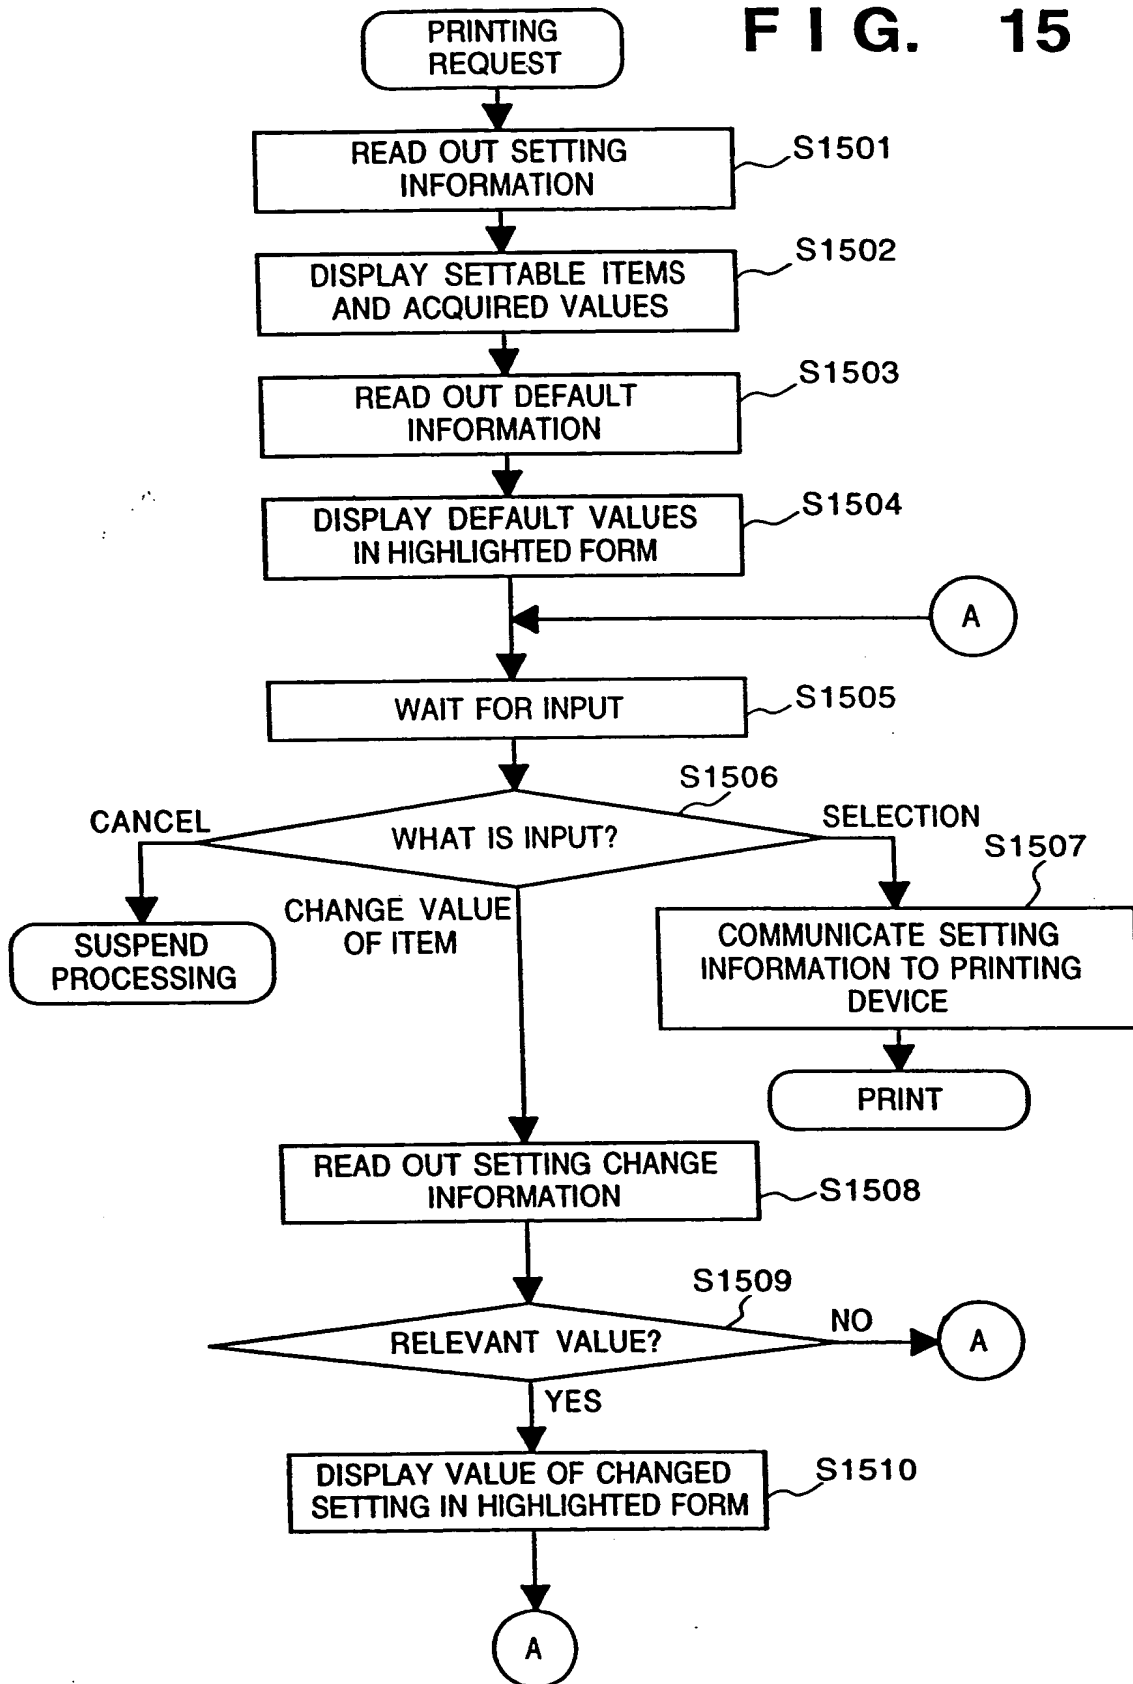 FIG. 15
PRINTING
REQUEST
READ OUT SETTING
INFORMATION
S1501
DISPLAY SETTABLE ITEMS
AND ACQUIRED VALUES
S1502
READ OUT DEFAULT
INFORMATION
S1503
DISPLAY DEFAULT VALUES
IN HIGHLIGHTED FORM
S1504
A
WAIT FOR INPUT
S1505
S1506
WHAT IS INPUT?
CANCEL
SELECTION
S1507
SUSPEND
PROCESSING
CHANGE VALUE
OF ITEM
COMMUNICATE SETTING
INFORMATION TO PRINTING
DEVICE
PRINT
READ OUT SETTING CHANGE
INFORMATION
S1508
S1509
RELEVANT VALUE?
NO
A
YES
DISPLAY VALUE OF CHANGED
SETTING IN HIGHLIGHTED FORM
S1510
A